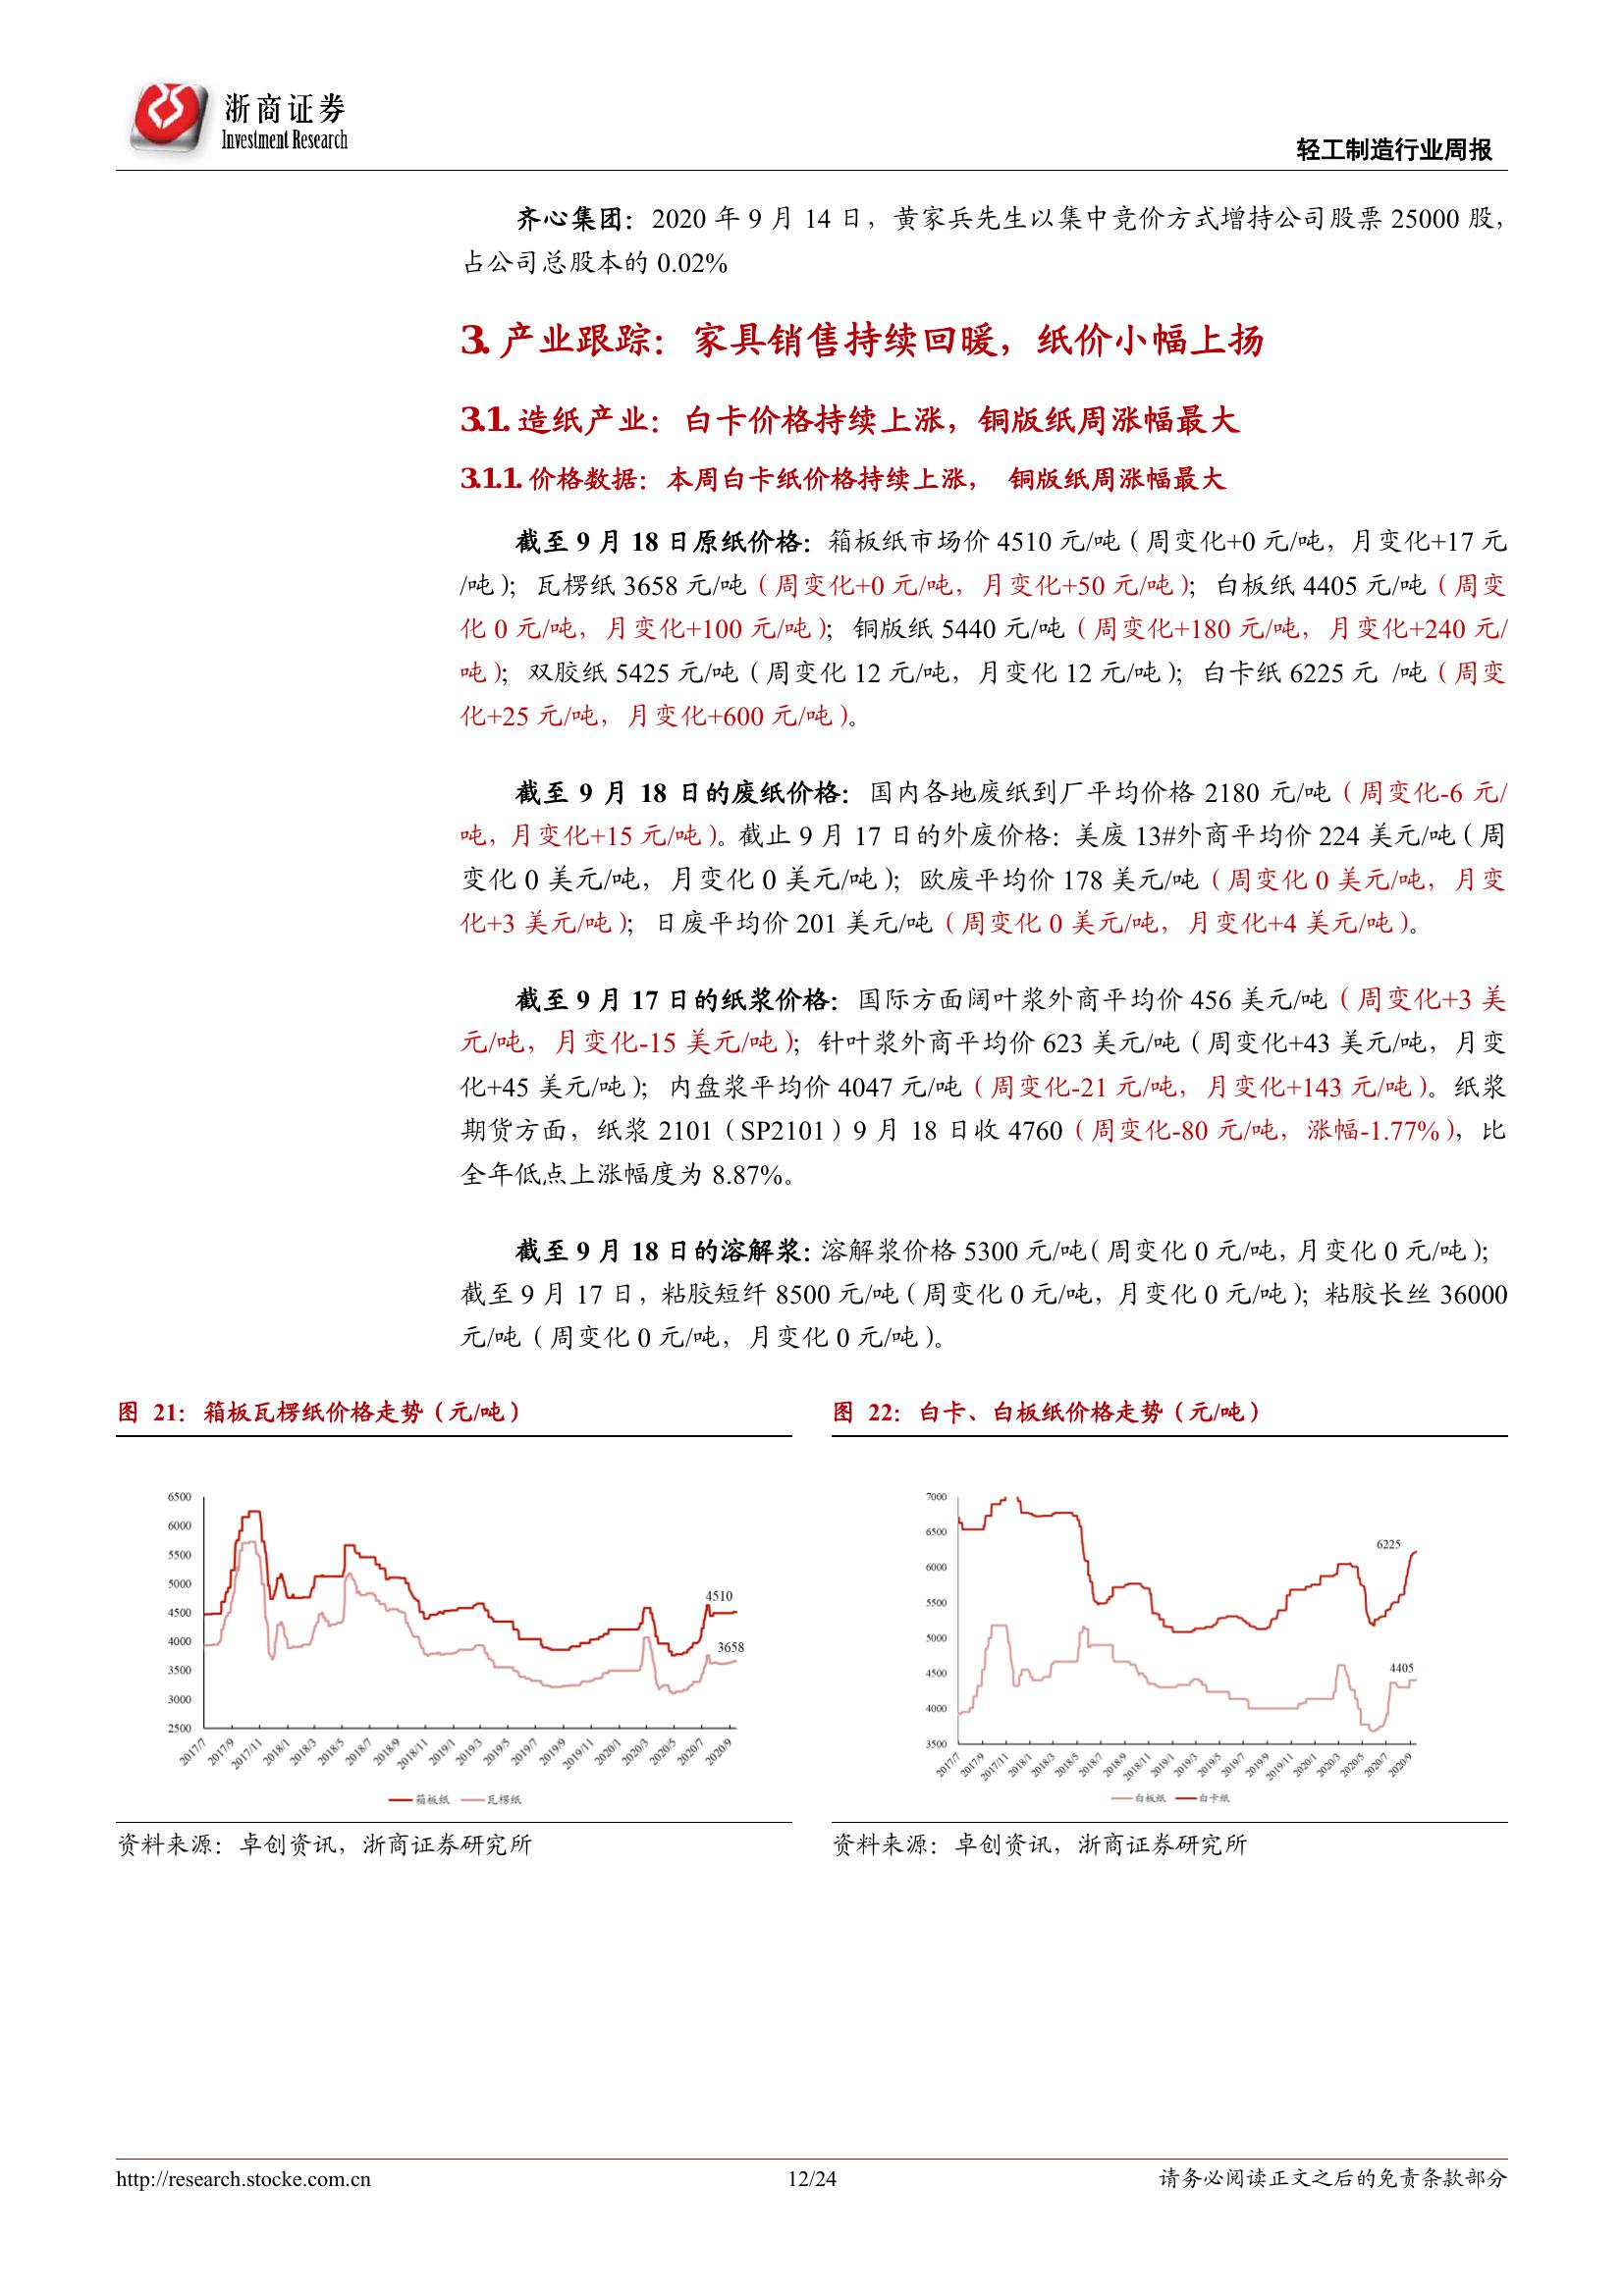 浙商证券
Investment Research
轻工制造行业周报
齐心集团：2020 年 9 月 14 日，黄家兵先生以集中竞价方式增持公司股票 25000 股，
占公司总股本的 0.02%
3. 产业跟踪：家具销售持续回暖，纸价小幅上扬
3.1. 造纸产业：白卡价格持续上涨，铜版纸周涨幅最大
3.1.1. 价格数据：本周白卡纸价格持续上涨， 铜版纸周涨幅最大
截至 9 月 18 日原纸价格：箱板纸市场价 4510 元/吨（周变化+0 元/吨，月变化+17 元
/吨）；瓦楞纸 3658 元/吨（周变化+0 元/吨，月变化+50 元/吨）；白板纸 4405 元/吨（周变
化 0 元/吨，月变化+100 元/吨）；铜版纸 5440 元/吨（周变化+180 元/吨，月变化+240 元/
吨）；双胶纸 5425 元/吨（周变化 12 元/吨，月变化 12 元/吨）；白卡纸 6225 元 /吨（周变
化+25 元/吨，月变化+600 元/吨）。
截至 9 月 18 日的废纸价格：国内各地废纸到厂平均价格 2180 元/吨（周变化-6 元/
吨，月变化+15 元/吨）。截止 9 月 17 日的外废价格：美废 13#外商平均价 224 美元/吨（周
变化 0 美元/吨，月变化 0 美元/吨）；欧废平均价 178 美元/吨（周变化 0 美元/吨，月变
化+3 美元/吨）；日废平均价 201 美元/吨（周变化 0 美元/吨，月变化+4 美元/吨）。
截至 9 月 17 日的纸浆价格：国际方面阔叶浆外商平均价 456 美元/吨（周变化+3 美
元/吨，月变化-15 美元/吨）；针叶浆外商平均价 623 美元/吨（周变化+43 美元/吨，月变
化+45 美元/吨）；内盘浆平均价 4047 元/吨（周变化-21 元/吨，月变化+143 元/吨）。纸浆
期货方面，纸浆 2101（SP2101）9 月 18 日收 4760（周变化-80 元/吨，涨幅-1.77%），比
全年低点上涨幅度为 8.87%。
截至 9 月 18 日的溶解浆：溶解浆价格 5300 元/吨（周变化 0 元/吨，月变化 0 元/吨）；
截至 9 月 17 日，粘胶短纤 8500 元/吨（周变化 0 元/吨，月变化 0 元/吨）；粘胶长丝 36000
元/吨（周变化 0 元/吨，月变化 0 元/吨）。
图 21：箱板瓦楞纸价格走势（元/吨）
6500
6000
5500
5000
4500
4000
3500
3000
2500
4510
3658
2017/7 2017/9 2017/11 2018/1 2018/3 2018/5 2018/7 2018/9 2018/11 2019/1 2019/3 2019/5 2019/7 2019/9 2019/11 2020/1 2020/3 2020/5 2020/7 2020/9
箱板纸 瓦楞纸
资料来源：卓创资讯，浙商证券研究所
图 22：白卡、白板纸价格走势（元/吨）
7000
6500
6000
5500
5000
4500
4000
3500
6225
4405
2017/7 2017/9 2017/11 2018/1 2018/3 2018/5 2018/7 2018/9 2018/11 2019/1 2019/3 2019/5 2019/7 2019/9 2019/11 2020/1 2020/3 2020/5 2020/7 2020/9
白板纸 白卡纸
资料来源：卓创资讯，浙商证券研究所
http://research.stocke.com.cn
12/24
请务必阅读正文之后的免责条款部分